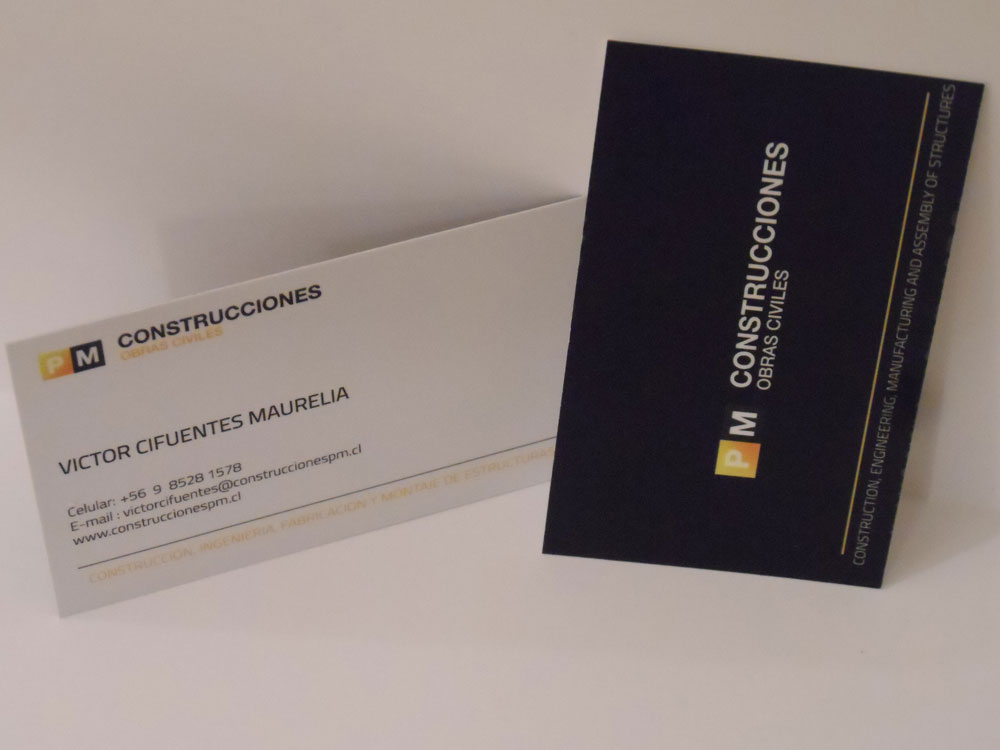 PM CONSTRUCCIONES
OBRAS CIVILES
VICTOR CIFUENTES MAURELIA
Celular: +56 9 8528 1578
E-mail : victorcifuentes@construccionespm.cl
www.construccionespm.cl
CONSTRUCCION, INGENIERIA, FABRICACION Y MONTAJE DE ESTRUCTURAS
PM CONSTRUCCIONES
OBRAS CIVILES
CONSTRUCTION, ENGINEERING, MANUFACTURING AND ASSEMBLY OF STRUCTURES